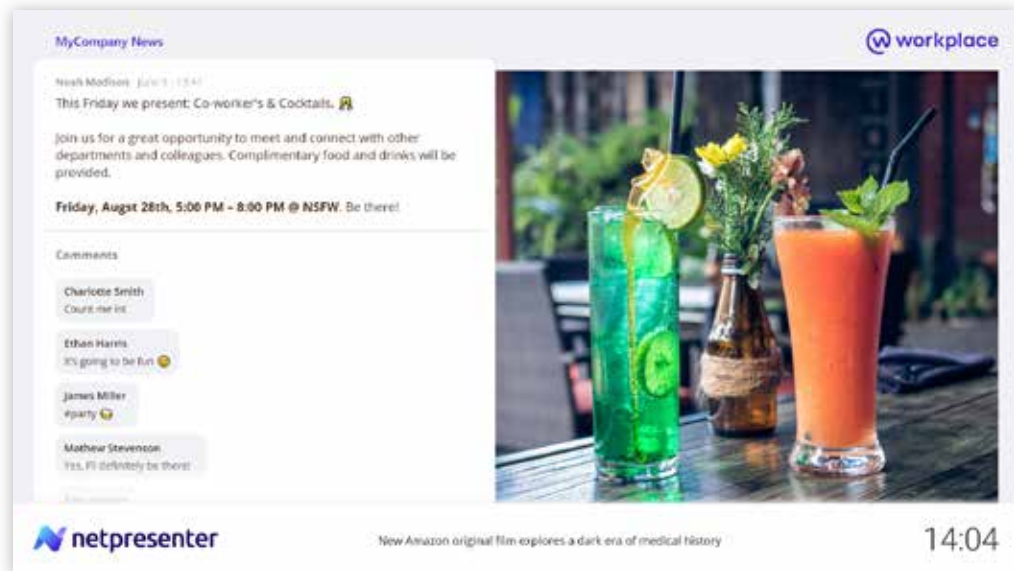 MyCompany News
workplace
Noah Madison June 9 - 13:41
This Friday we present: Co-worker's & Cocktails.
Join us for a great opportunity to meet and connect with other
departments and colleagues. Complimentary food and drinks will be
provided.
Friday, Augst 28th, 5:00 PM – 8:00 PM @ NSFW. Be there!
Comments
Charlotte Smith
Count me in!
Ethan Harris
It's going to be fun
James Miller
#party
Mathew Stevenson
Yes, I'll definitely be there!
netpresenter
New Amazon original film explores a dark era of medical history
14:04